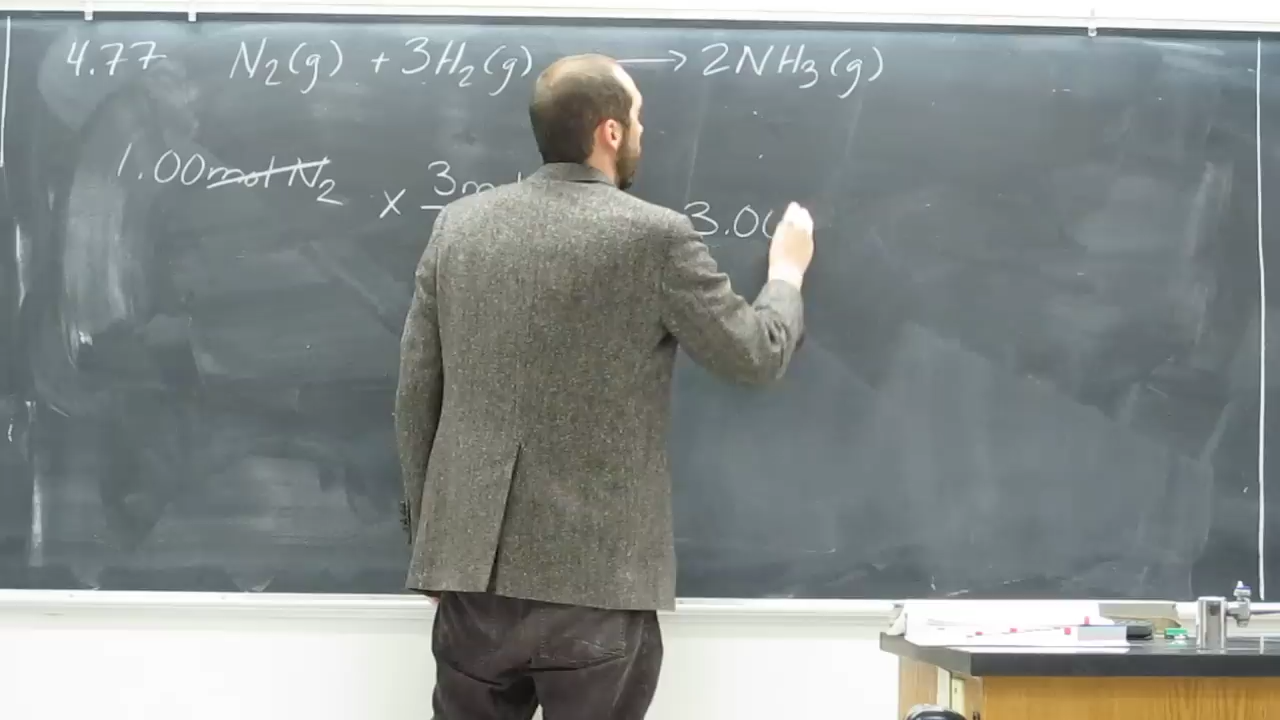 4.77 N₂(g) + 3H₂(g) → 2NH₃(g)
1.00 mol N₂ × 3 3.00